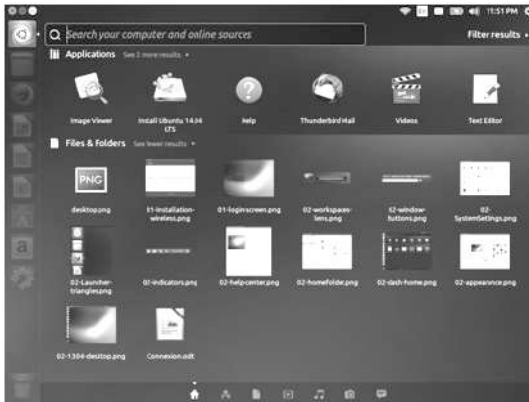 11:51 PM
Search your computer and online sources
Filter results
Applications See 2 more results
Image Viewer
Install Ubuntu 14.04 LTS
Help
Thunderbird Mail
Videos
Text Editor
Files & Folders See fewer results
PNG
desktop.png
01-installation-wireless.png
01-loginscreen.png
02-workspaces-lens.png
02-window-buttons.png
02-SystemSetings.png
02-Launcher-triangles.png
02-indicators.png
02-helpcenter.png
02-homefolder.png
02-dash-home.png
02-appearance.png
02-1304-desktop.png
Connexion.odt